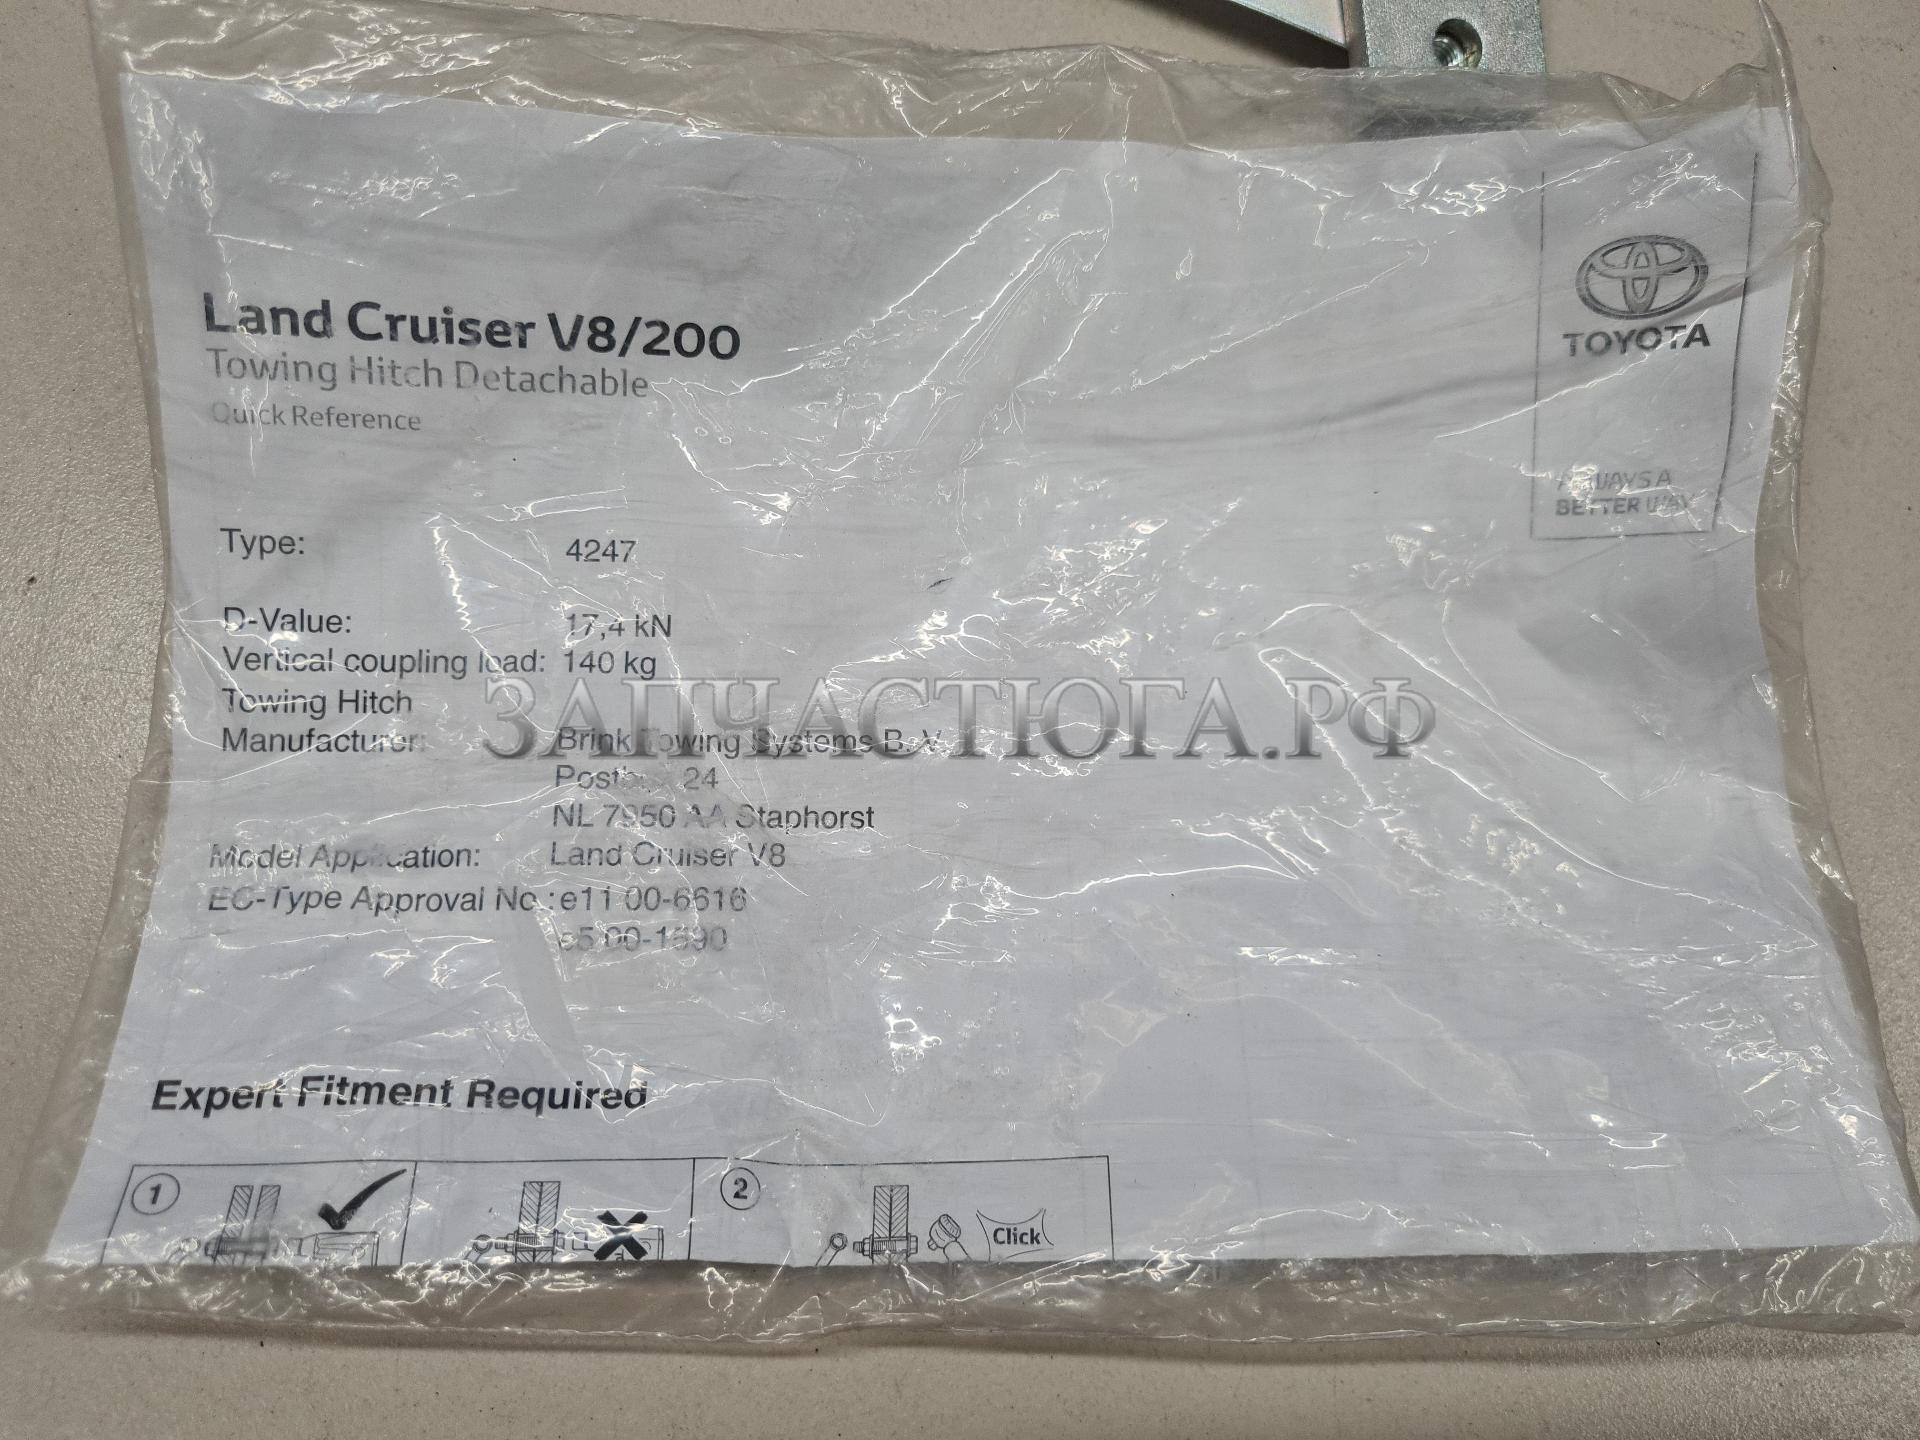 Land Cruiser V8/200
Towing Hitch Detachable
Quick Reference
TOYOTA
ALWAYS A
BETTER WAY
Type: 4247
D-Value: 17,4 kN
Vertical coupling load: 140 kg
Towing Hitch
Manufacturer: Brink Towing Systems B.V.
Postbus 24
NL 7950 AA Staphorst
Model Application: Land Cruiser V8
EC-Type Approval No.: e11 00-6616
00-1590
Expert Fitment Required
1
2
Click
ЗАПЧАСТЮГА.РФ